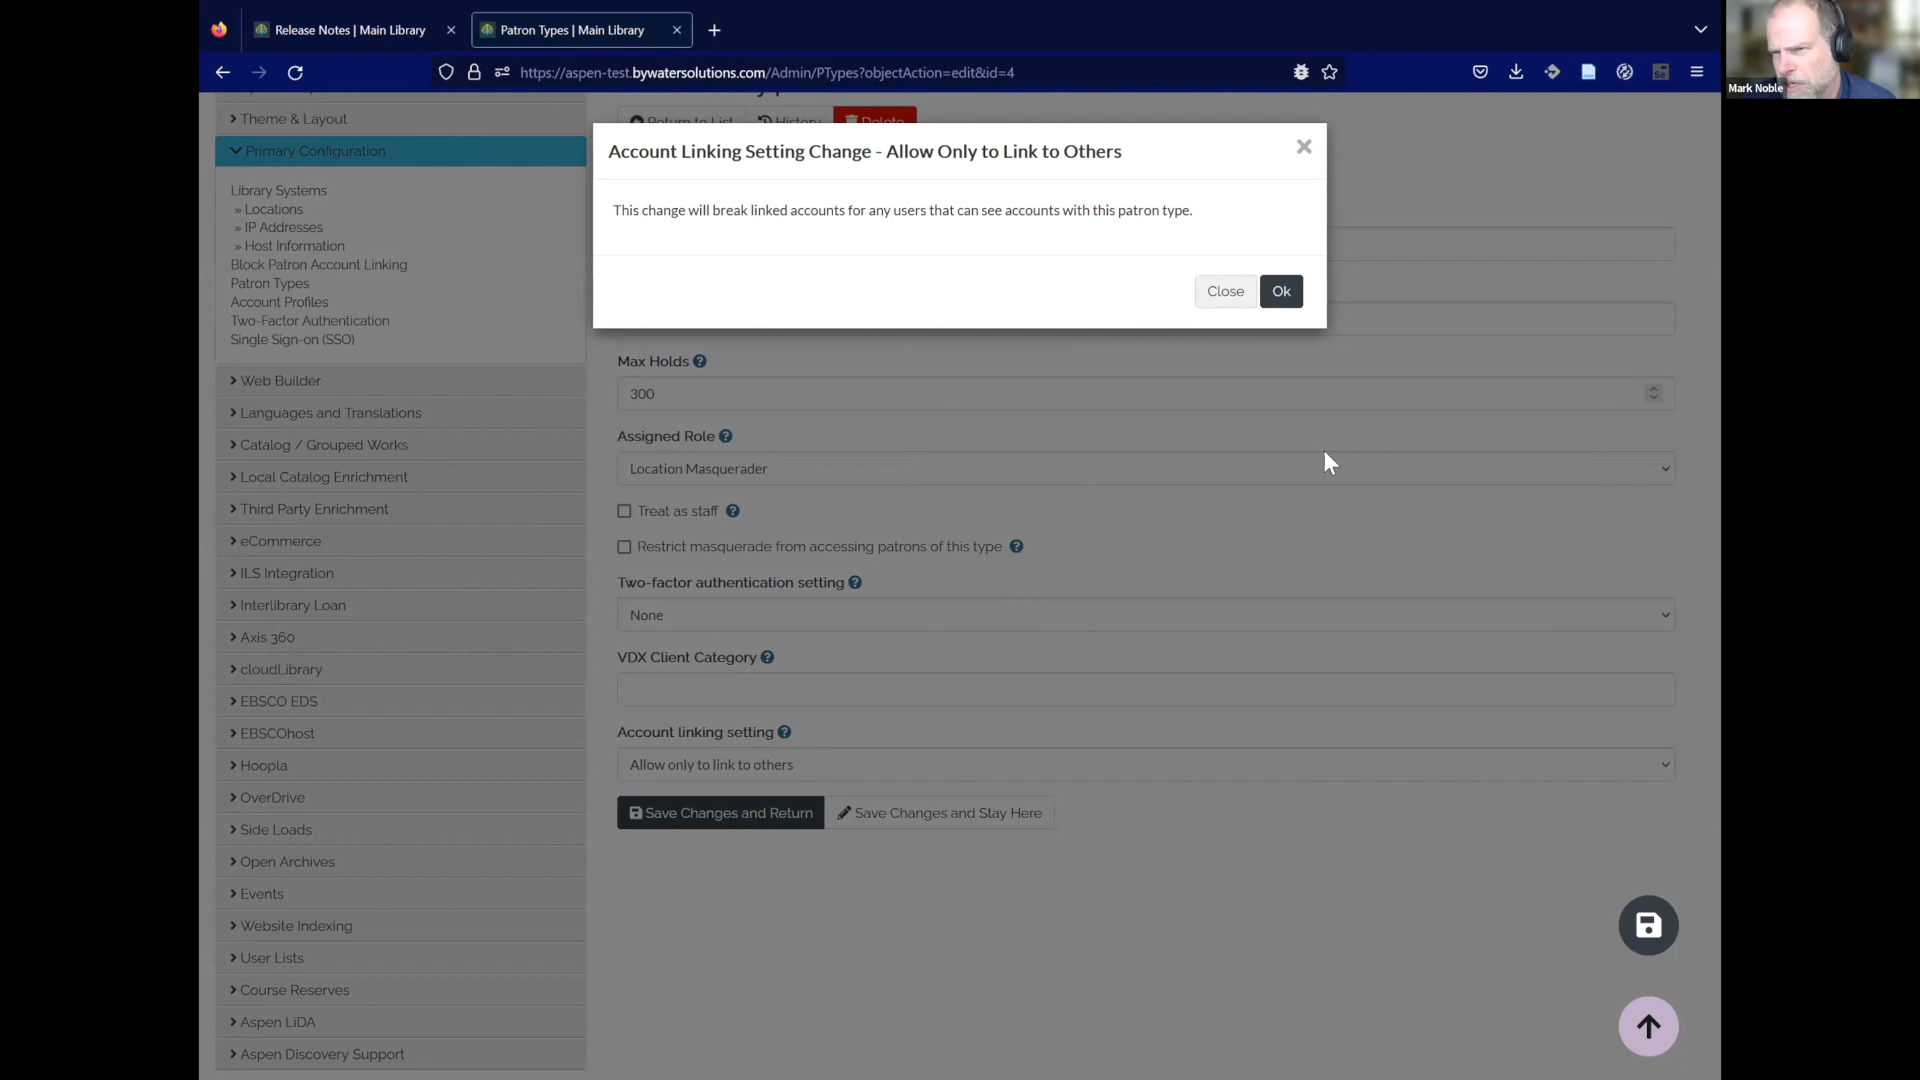 Release Notes | Main Library
Patron Types | Main Library
https://aspen-test.bywatersolutions.com/Admin/PTypes?objectAction=edit&id=4
Mark Noble
Theme & Layout
Primary Configuration
Library Systems
» Locations
» IP Addresses
» Host Information
Block Patron Account Linking
Patron Types
Account Profiles
Two-Factor Authentication
Single Sign-on (SSO)
Web Builder
Languages and Translations
Catalog / Grouped Works
Local Catalog Enrichment
Third Party Enrichment
eCommerce
ILS Integration
Interlibrary Loan
Axis 360
cloudLibrary
EBSCO EDS
EBSCOhost
Hoopla
OverDrive
Side Loads
Open Archives
Events
Website Indexing
User Lists
Course Reserves
Aspen LiDA
Aspen Discovery Support
Return to List
History
Delete
Account Linking Setting Change - Allow Only to Link to Others
This change will break linked accounts for any users that can see accounts with this patron type.
Close
Ok
Max Holds
300
Assigned Role
Location Masquerader
Treat as staff
Restrict masquerade from accessing patrons of this type
Two-factor authentication setting
None
VDX Client Category
Account linking setting
Allow only to link to others
Save Changes and Return
Save Changes and Stay Here